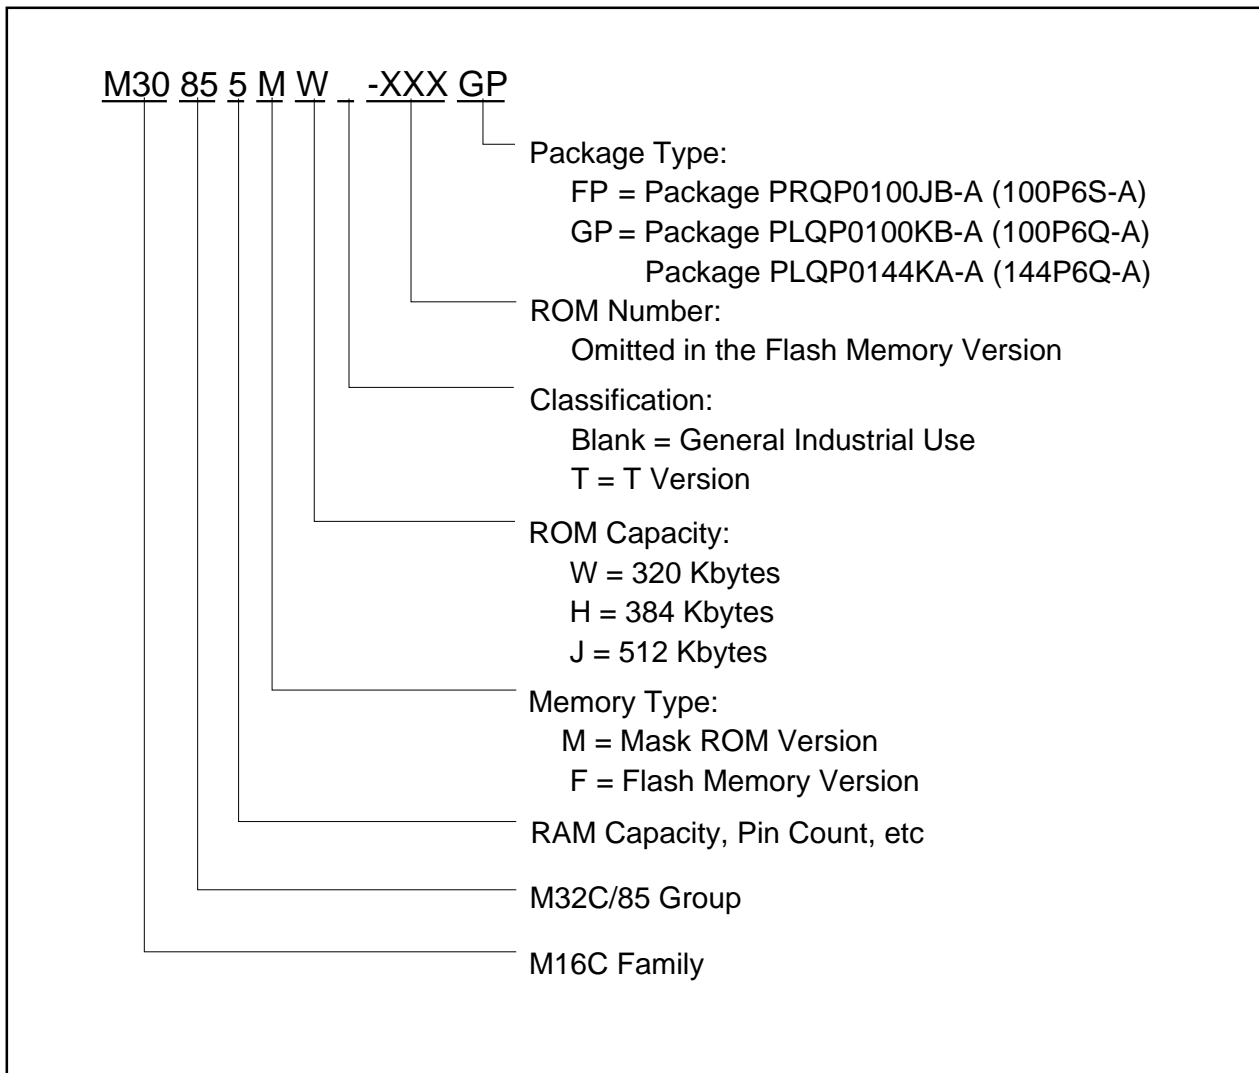 M30 85 5 M W _ -XXX GP
Package Type:
FP = Package PRQP0100JB-A (100P6S-A)
GP = Package PLQP0100KB-A (100P6Q-A)
Package PLQP0144KA-A (144P6Q-A)
ROM Number:
Omitted in the Flash Memory Version
Classification:
Blank = General Industrial Use
T = T Version
ROM Capacity:
W = 320 Kbytes
H = 384 Kbytes
J = 512 Kbytes
Memory Type:
M = Mask ROM Version
F = Flash Memory Version
RAM Capacity, Pin Count, etc
M32C/85 Group
M16C Family